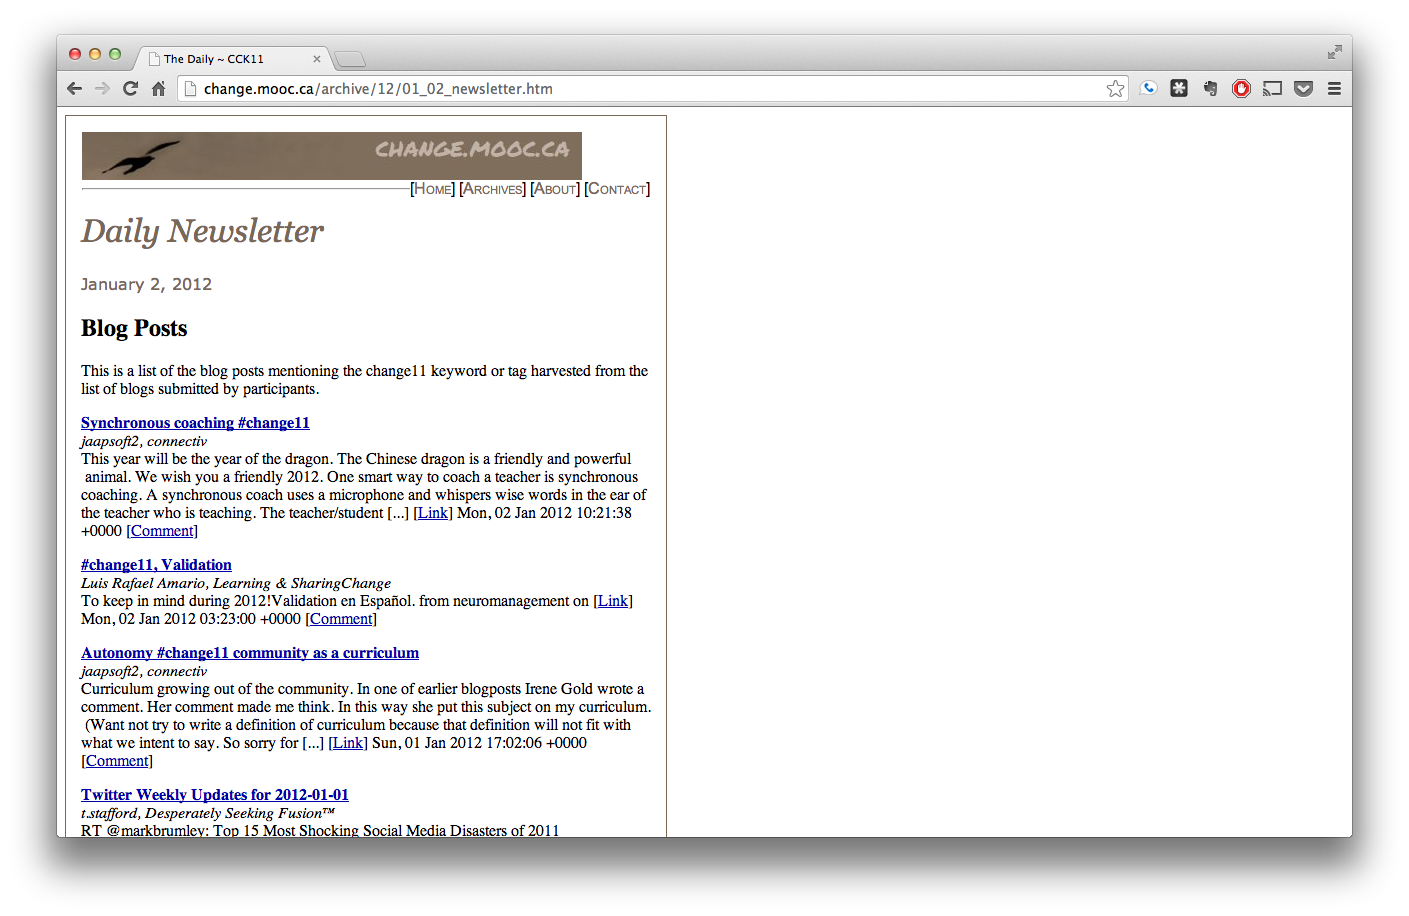 The Daily ~ CCK11
change.mooc.ca/archive/12/01_02_newsletter.htm
CHANGE.MOOC.CA
[HOME] [ARCHIVES] [ABOUT] [CONTACT]
Daily Newsletter
January 2, 2012
Blog Posts
This is a list of the blog posts mentioning the change11 keyword or tag harvested from the
list of blogs submitted by participants.
Synchronous coaching #change11
jaapsoft2, connectiv
This year will be the year of the dragon. The Chinese dragon is a friendly and powerful
animal. We wish you a friendly 2012. One smart way to coach a teacher is synchronous
coaching. A synchronous coach uses a microphone and whispers wise words in the ear of
the teacher who is teaching. The teacher/student [...] [Link] Mon, 02 Jan 2012 10:21:38
+0000 [Comment]
#change11, Validation
Luis Rafael Amario, Learning & SharingChange
To keep in mind during 2012!Validation en Español. from neuromanagement on [Link]
Mon, 02 Jan 2012 03:23:00 +0000 [Comment]
Autonomy #change11 community as a curriculum
jaapsoft2, connectiv
Curriculum growing out of the community. In one of earlier blogposts Irene Gold wrote a
comment. Her comment made me think. In this way she put this subject on my curriculum.
(Want not try to write a definition of curriculum because that definition will not fit with
what we intent to say. So sorry for [...] [Link] Sun, 01 Jan 2012 17:02:06 +0000
[Comment]
Twitter Weekly Updates for 2012-01-01
t.stafford, Desperately Seeking Fusion™
RT @markbrumley: Top 15 Most Shocking Social Media Disasters of 2011